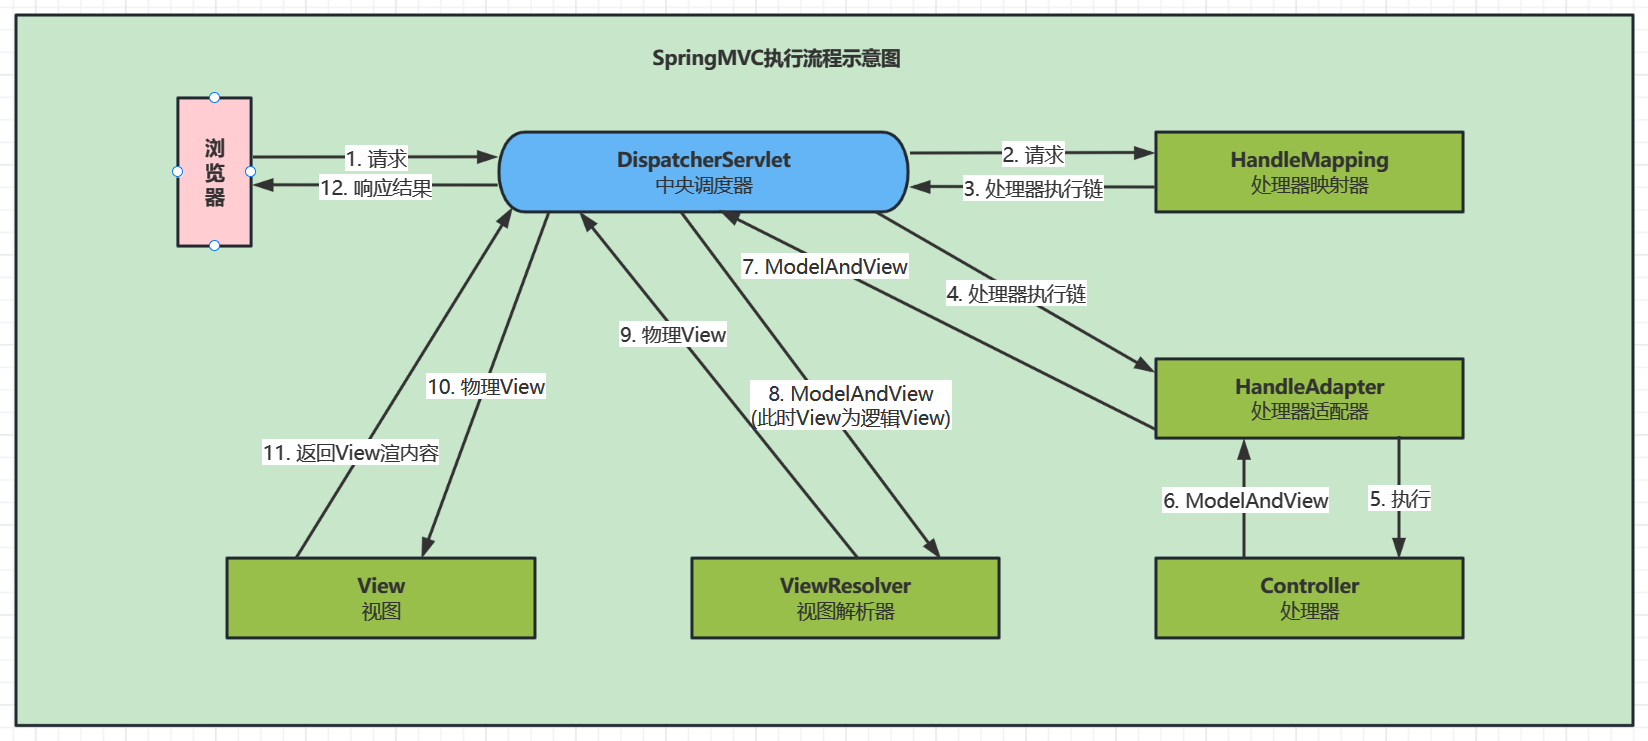 SpringMVC执行流程示意图
浏
览
器
1. 请求
12. 响应结果
DispatcherServlet
中央调度器
2. 请求
3. 处理器执行链
HandleMapping
处理器映射器
7. ModelAndView
4. 处理器执行链
9. 物理View
10. 物理View
8. ModelAndView
(此时View为逻辑View)
HandleAdapter
处理器适配器
11. 返回View渲内容
6. ModelAndView
5. 执行
View
视图
ViewResolver
视图解析器
Controller
处理器